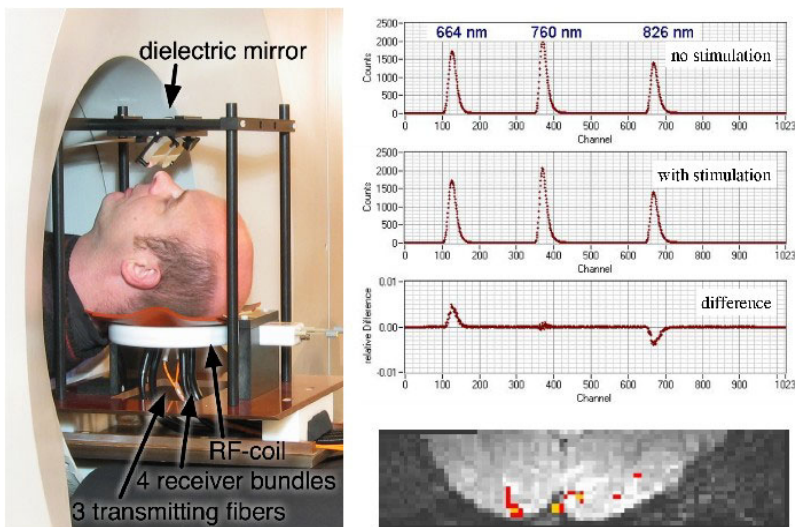 dielectric mirror
RF-coil
4 receiver bundles
3 transmitting fibers
664 nm 760 nm 826 nm
no stimulation
Counts
2500
2000
1500
1000
500
0
0 100 200 300 400 500 600 700 800 900 1023
Channel
with stimulation
Counts
2500
2000
1500
1000
500
0
0 100 200 300 400 500 600 700 800 900 1023
Channel
difference
relative Difference
0.01
0.00
-0.01
0 100 200 300 400 500 600 700 800 900 1023
Channel